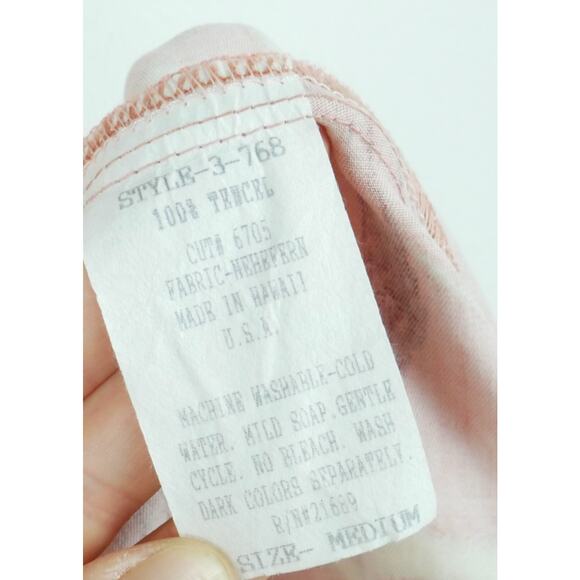 STYLE-3-768
100% TENCEL
CUT# 6705
FABRIC-NEHEFERN
MADE IN HAWAII
U.S.A.
MACHINE WASHABLE-COLD
WATER. MILD SOAP. GENTLE
CYCLE. NO BLEACH. WASH
DARK COLORS SEPARATELY.
B/N#21689
SIZE- MEDIUM